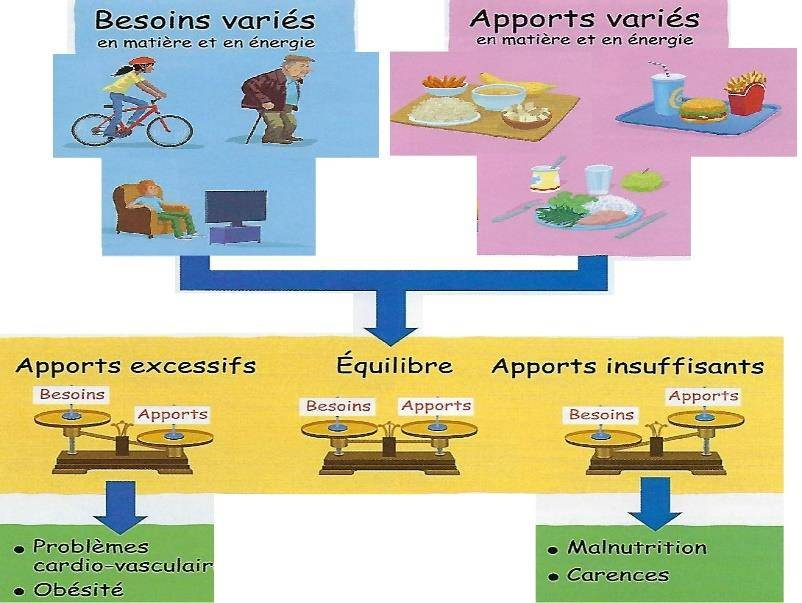 Besoins variés
en matière et en énergie
Apports variés
en matière et en énergie
Apports excessifs
Équilibre
Apports insuffisants
Besoins
Apports
Besoins
Apports
Besoins
Apports
• Problèmes
cardio-vasculair
• Obésité
• Malnutrition
• Carences